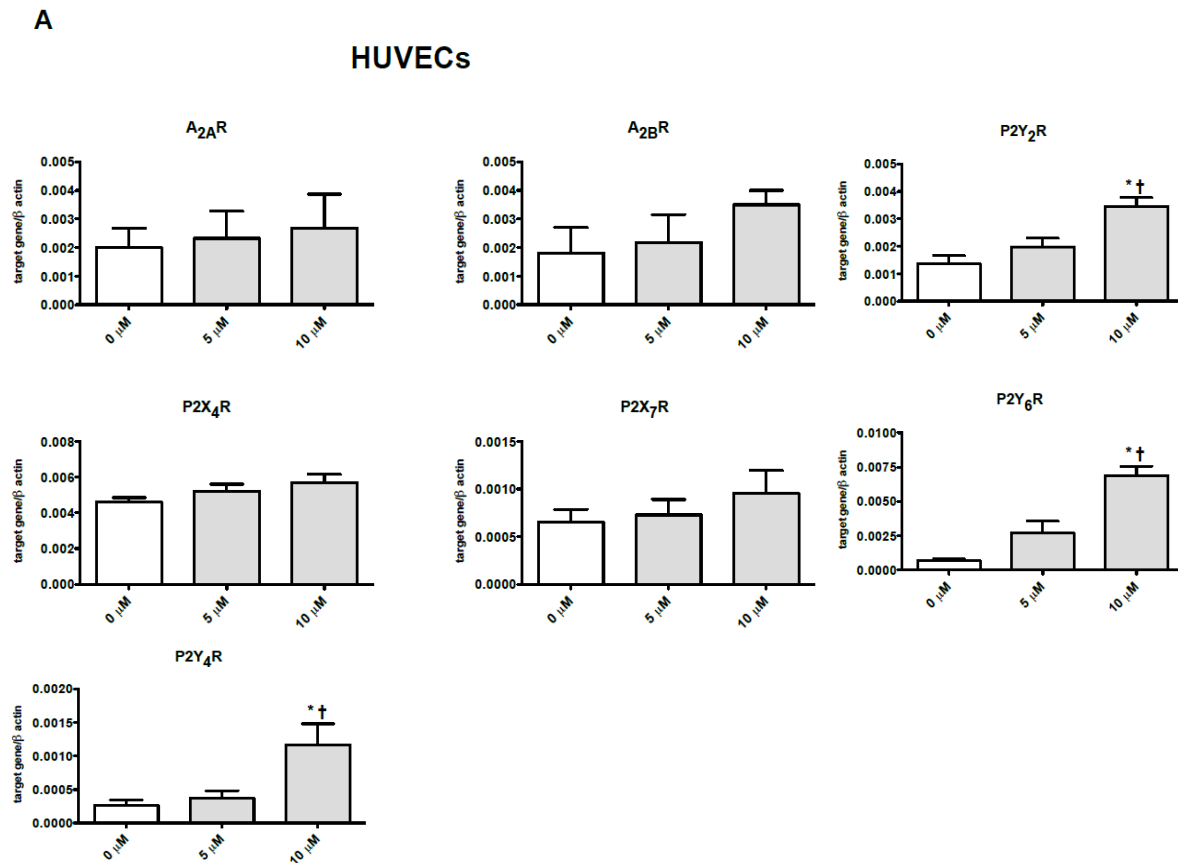 A
HUVECs
A2AR
target gene/β actin
0.005
0.004
0.003
0.002
0.001
0.000
0 μM
5 μM
10 μM
A2BR
target gene/β actin
0.005
0.004
0.003
0.002
0.001
0.000
0 μM
5 μM
10 μM
P2Y2R
target gene/β actin
0.005
0.004
0.003
0.002
0.001
0.000
* †
0 μM
5 μM
10 μM
P2X4R
target gene/β actin
0.008
0.006
0.004
0.002
0.000
0 μM
5 μM
10 μM
P2X7R
target gene/β actin
0.0015
0.0010
0.0005
0.0000
0 μM
5 μM
10 μM
P2Y6R
target gene/β actin
0.0100
0.0075
0.0050
0.0025
0.0000
* †
0 μM
5 μM
10 μM
P2Y4R
target gene/β actin
0.0020
0.0015
0.0010
0.0005
0.0000
* †
0 μM
5 μM
10 μM